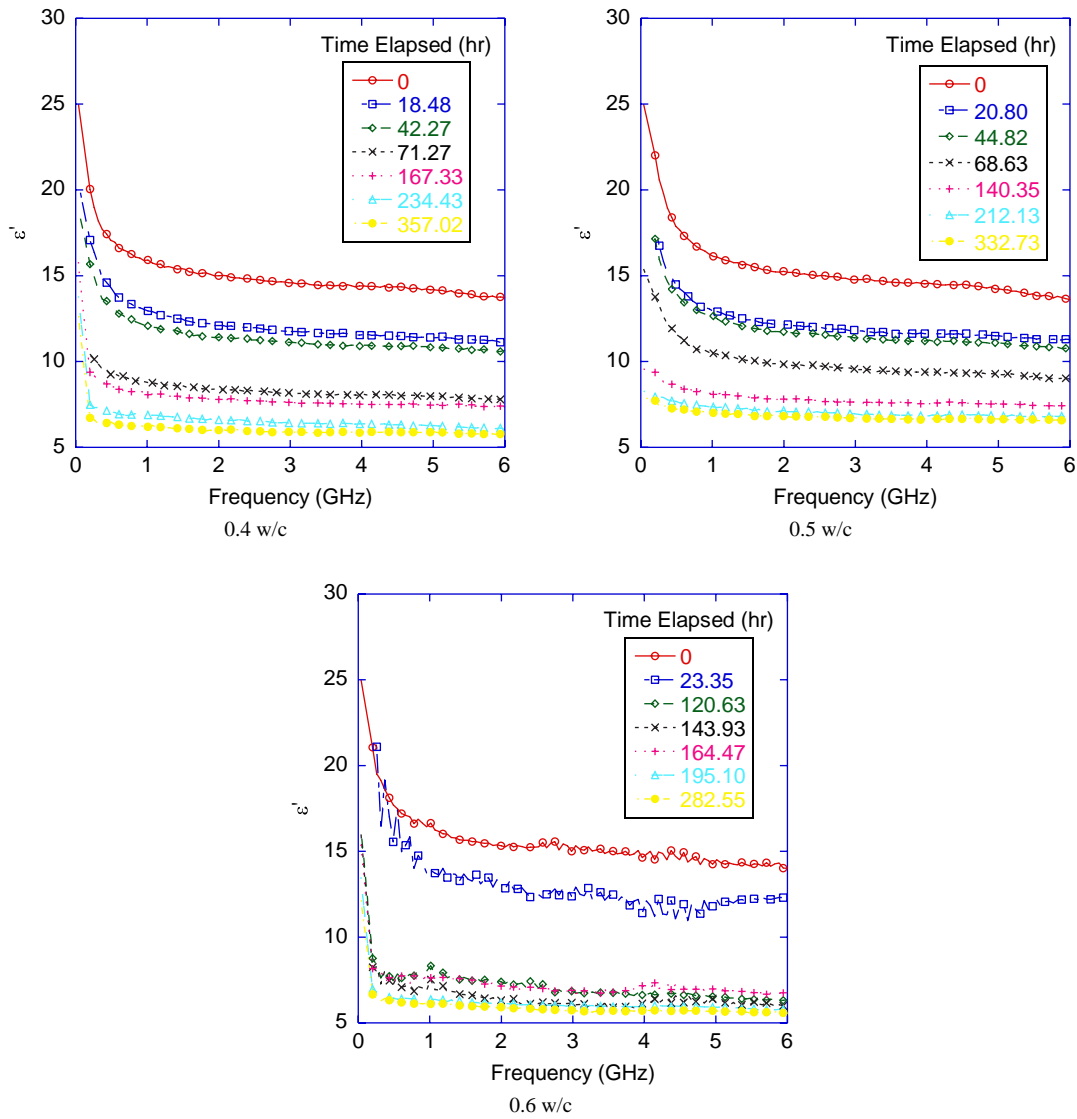 30
25
20
15
10
5
ε'
0 1 2 3 4 5 6
Frequency (GHz)
Time Elapsed (hr)
0
18.48
42.27
71.27
167.33
234.43
357.02
0.4 w/c
30
25
20
15
10
5
ε'
0 1 2 3 4 5 6
Frequency (GHz)
Time Elapsed (hr)
0
20.80
44.82
68.63
140.35
212.13
332.73
0.5 w/c
30
25
20
15
10
5
ε'
0 1 2 3 4 5 6
Frequency (GHz)
Time Elapsed (hr)
0
23.35
120.63
143.93
164.47
195.10
282.55
0.6 w/c